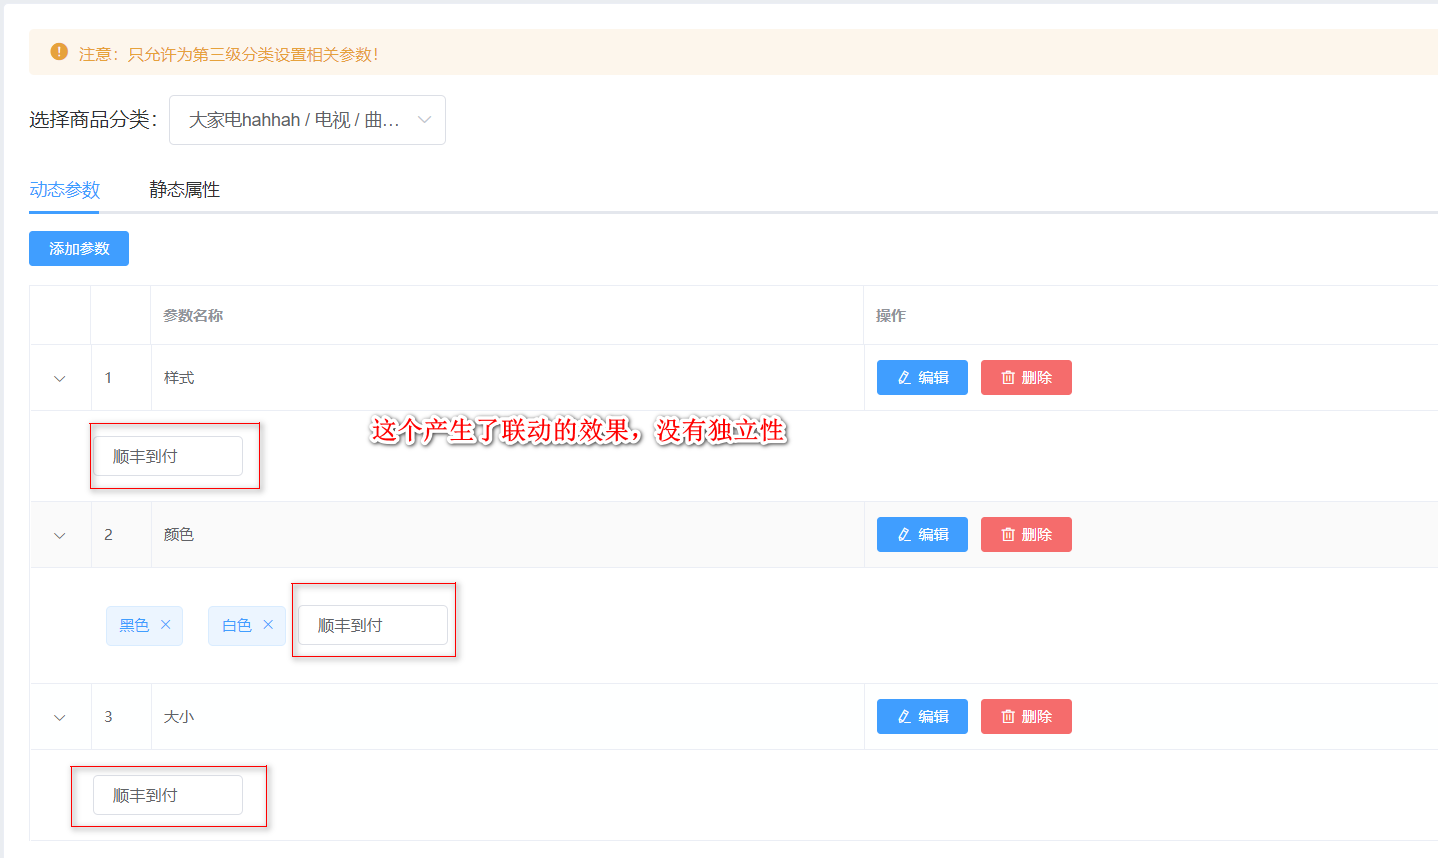 注意：只允许为第三级分类设置相关参数！
选择商品分类：
大家电hahhah / 电视 / 曲...
动态参数
静态属性
添加参数
参数名称
操作
1
样式
编辑
删除
这个产生了联动的效果，没有独立性
顺丰到付
2
颜色
编辑
删除
黑色
白色
顺丰到付
3
大小
编辑
删除
顺丰到付